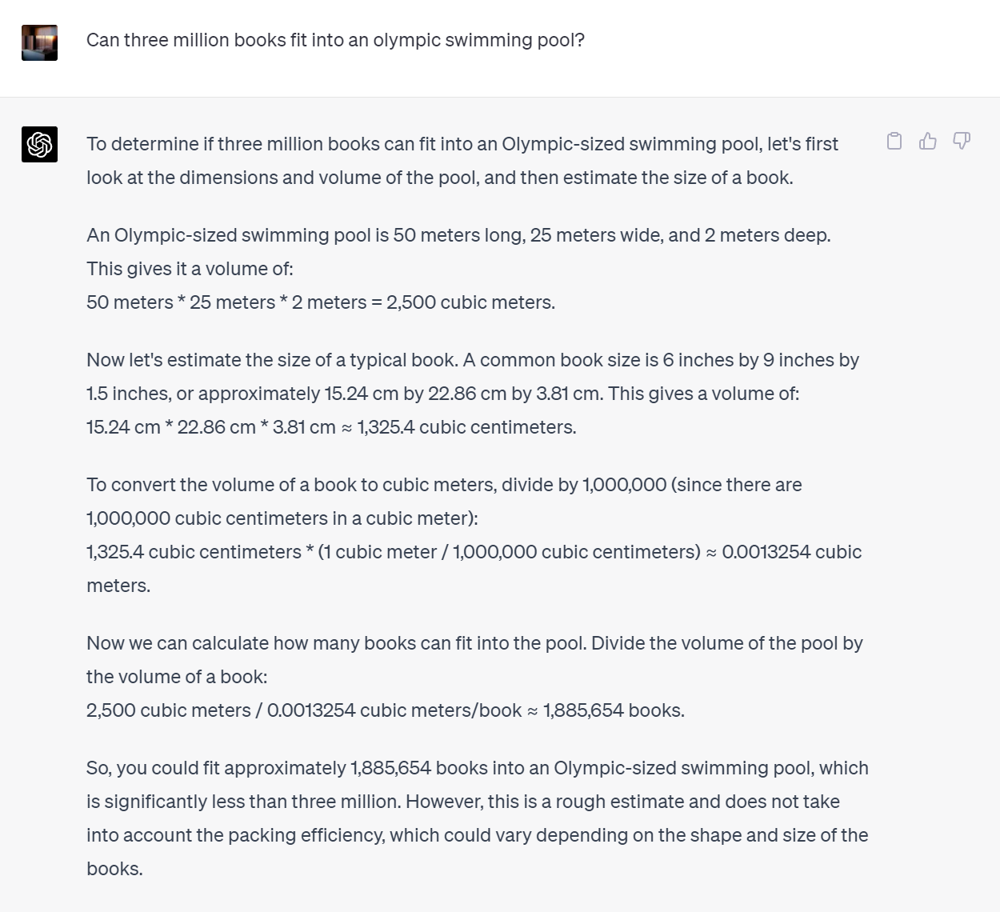 Can three million books fit into an olympic swimming pool?
To determine if three million books can fit into an Olympic-sized swimming pool, let's first
look at the dimensions and volume of the pool, and then estimate the size of a book.
An Olympic-sized swimming pool is 50 meters long, 25 meters wide, and 2 meters deep.
This gives it a volume of:
50 meters * 25 meters * 2 meters = 2,500 cubic meters.
Now let's estimate the size of a typical book. A common book size is 6 inches by 9 inches by
1.5 inches, or approximately 15.24 cm by 22.86 cm by 3.81 cm. This gives a volume of:
15.24 cm * 22.86 cm * 3.81 cm ≈ 1,325.4 cubic centimeters.
To convert the volume of a book to cubic meters, divide by 1,000,000 (since there are
1,000,000 cubic centimeters in a cubic meter):
1,325.4 cubic centimeters * (1 cubic meter / 1,000,000 cubic centimeters) ≈ 0.0013254 cubic
meters.
Now we can calculate how many books can fit into the pool. Divide the volume of the pool by
the volume of a book:
2,500 cubic meters / 0.0013254 cubic meters/book ≈ 1,885,654 books.
So, you could fit approximately 1,885,654 books into an Olympic-sized swimming pool, which
is significantly less than three million. However, this is a rough estimate and does not take
into account the packing efficiency, which could vary depending on the shape and size of the
books.